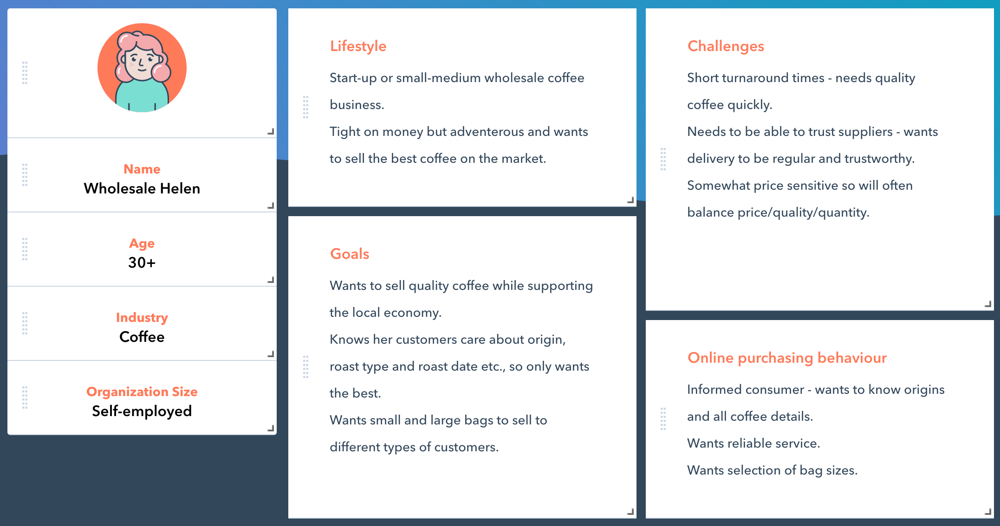 Name
Wholesale Helen
Age
30+
Industry
Coffee
Organization Size
Self-employed
Lifestyle
Start-up or small-medium wholesale coffee
business.
Tight on money but adventerous and wants
to sell the best coffee on the market.
Goals
Wants to sell quality coffee while supporting
the local economy.
Knows her customers care about origin,
roast type and roast date etc., so only wants
the best.
Wants small and large bags to sell to
different types of customers.
Challenges
Short turnaround times - needs quality
coffee quickly.
Needs to be able to trust suppliers - wants
delivery to be regular and trustworthy.
Somewhat price sensitive so will often
balance price/quality/quantity.
Online purchasing behaviour
Informed consumer - wants to know origins
and all coffee details.
Wants reliable service.
Wants selection of bag sizes.